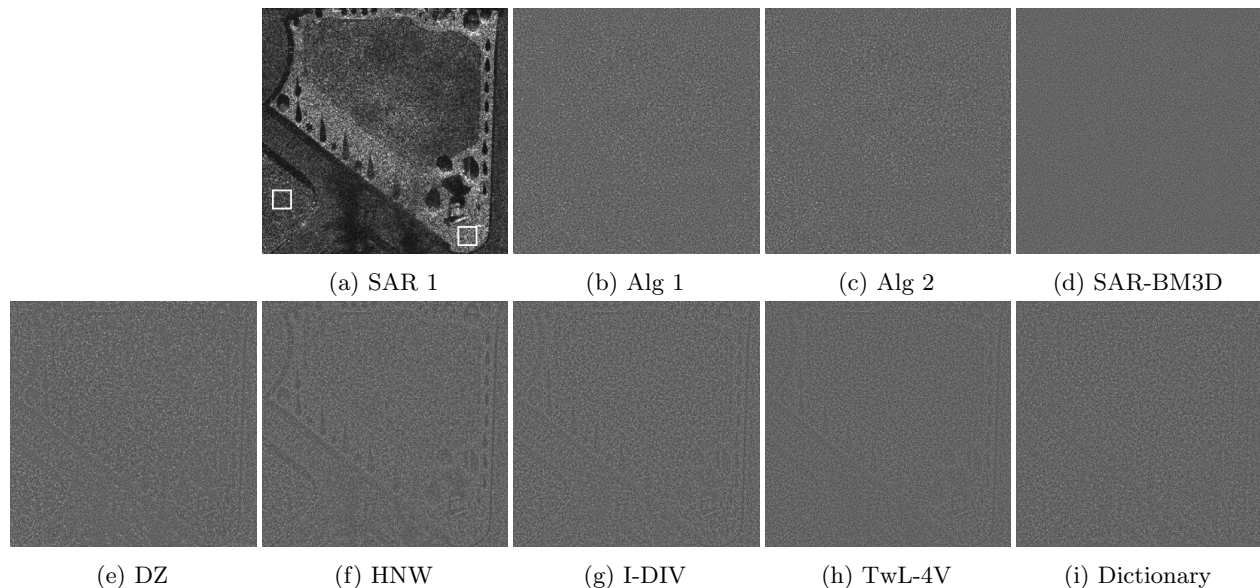 (a) SAR 1
(b) Alg 1
(c) Alg 2
(d) SAR-BM3D
(e) DZ
(f) HNW
(g) I-DIV
(h) TwL-4V
(i) Dictionary